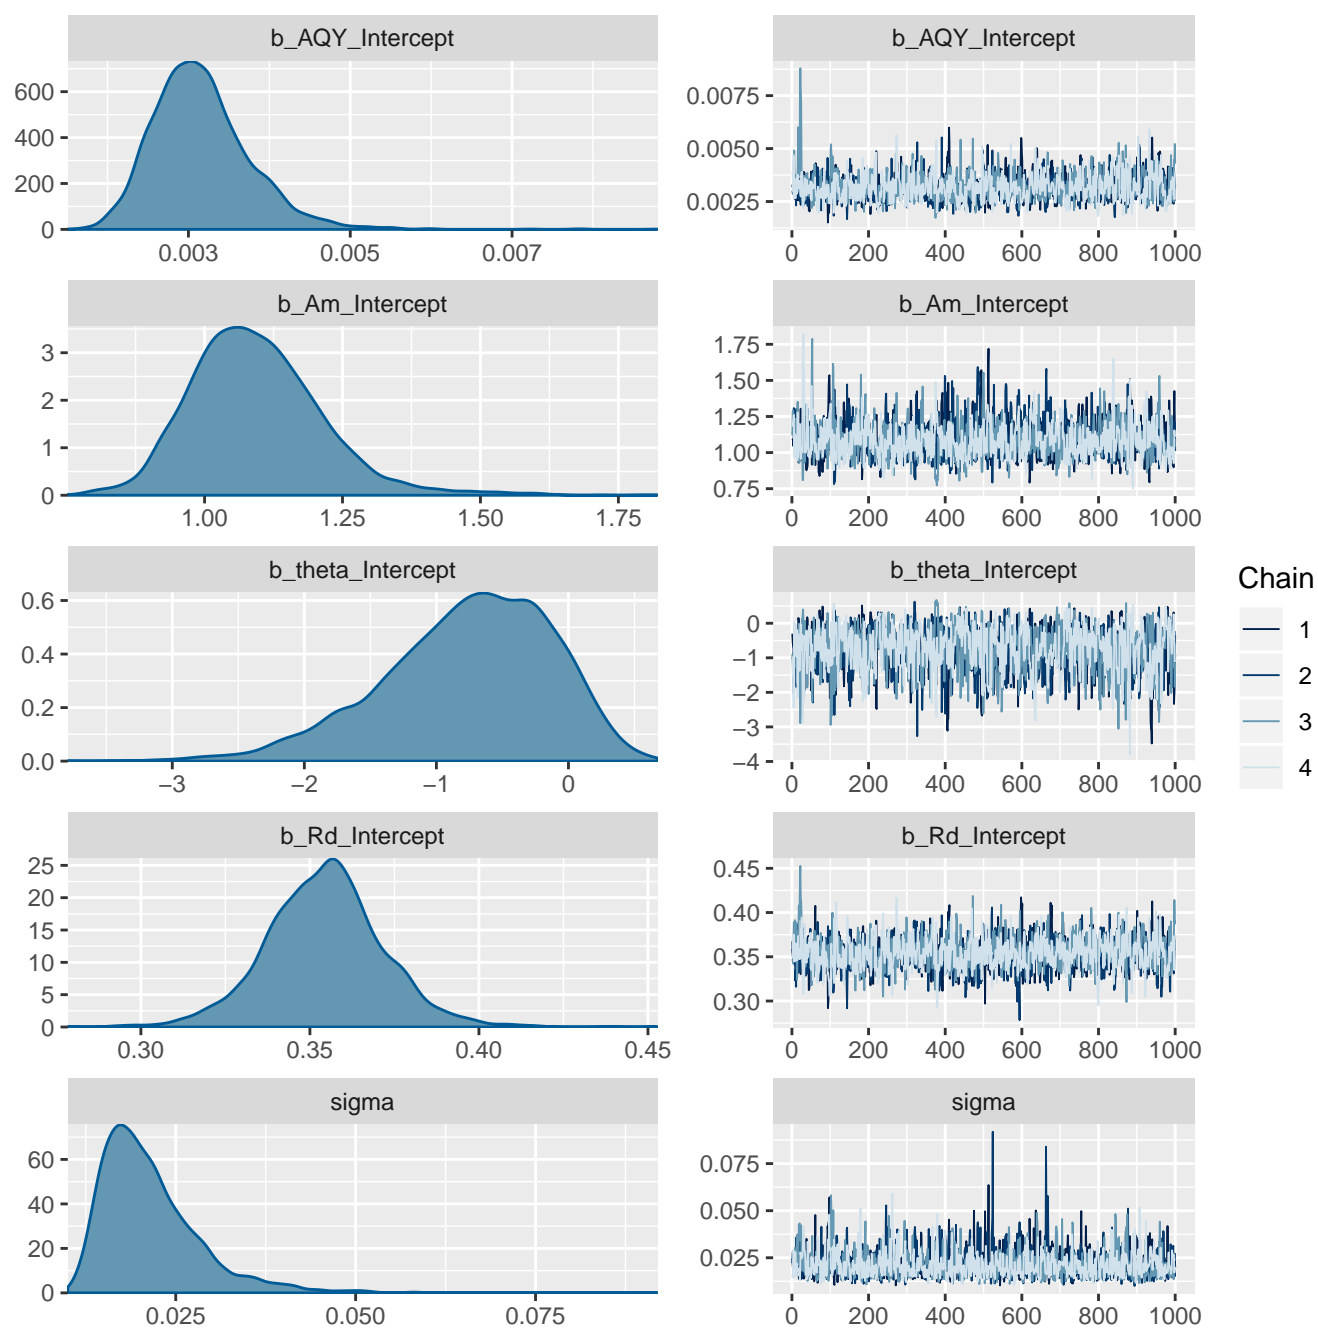 b_AQY_Intercept
600
400
200
0
0.003 0.005 0.007
b_AQY_Intercept
0.0075
0.0050
0.0025
0 200 400 600 800 1000
b_Am_Intercept
3
2
1
0
1.00 1.25 1.50 1.75
b_Am_Intercept
1.75
1.50
1.25
1.00
0.75
0 200 400 600 800 1000
b_theta_Intercept
0.6
0.4
0.2
0.0
−3 −2 −1 0
b_theta_Intercept
0
−1
−2
−3
−4
0 200 400 600 800 1000
b_Rd_Intercept
25
20
15
10
5
0
0.30 0.35 0.40 0.45
b_Rd_Intercept
0.45
0.40
0.35
0.30
0 200 400 600 800 1000
sigma
60
40
20
0
0.025 0.050 0.075
sigma
0.075
0.050
0.025
0 200 400 600 800 1000
Chain
1
2
3
4